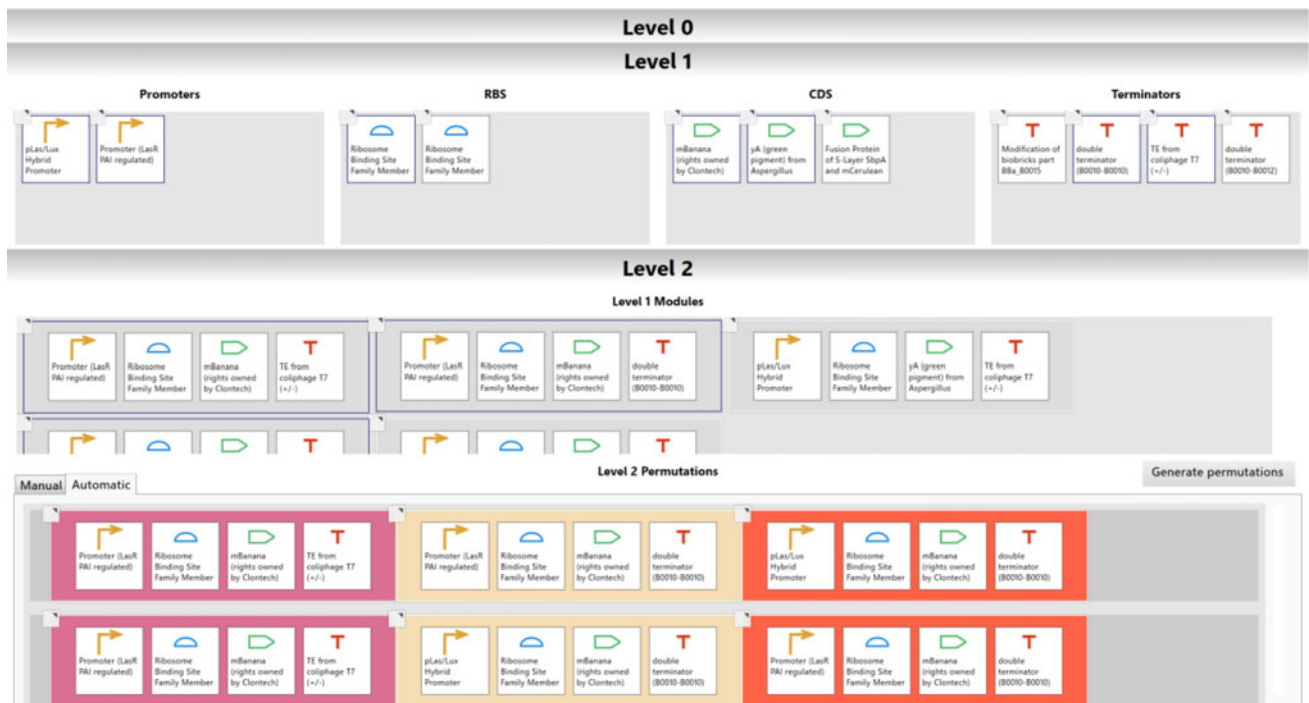 Level 0
Level 1
Promoters
RBS
CDS
Terminators
pLas/Lux
Hybrid
Promoter
Promoter (LasR
PAI regulated)
Ribosome
Binding Site
Family Member
Ribosome
Binding Site
Family Member
mBanana
(rights owned
by Clontech)
yA (green
pigment) from
Aspergillus
Fusion Protein
of S-Layer SbpA
and mCerulean
Modification of
biobricks part
BBa_B0015
double
terminator
(B0010-B0010)
TE from
coliphage T7
(+/-)
double
terminator
(B0010-B0012)
Level 2
Level 1 Modules
Promoter (LasR
PAI regulated)
Ribosome
Binding Site
Family Member
mBanana
(rights owned
by Clontech)
TE from
coliphage T7
(+/-)
Promoter (LasR
PAI regulated)
Ribosome
Binding Site
Family Member
mBanana
(rights owned
by Clontech)
double
terminator
(B0010-B0010)
pLas/Lux
Hybrid
Promoter
Ribosome
Binding Site
Family Member
yA (green
pigment) from
Aspergillus
TE from
coliphage T7
(+/-)
Level 2 Permutations
Generate permutations
Manual
Automatic
Promoter (LasR
PAI regulated)
Ribosome
Binding Site
Family Member
mBanana
(rights owned
by Clontech)
TE from
coliphage T7
(+/-)
Promoter (LasR
PAI regulated)
Ribosome
Binding Site
Family Member
mBanana
(rights owned
by Clontech)
double
terminator
(B0010-B0010)
pLas/Lux
Hybrid
Promoter
Ribosome
Binding Site
Family Member
mBanana
(rights owned
by Clontech)
double
terminator
(B0010-B0010)
Promoter (LasR
PAI regulated)
Ribosome
Binding Site
Family Member
mBanana
(rights owned
by Clontech)
TE from
coliphage T7
(+/-)
pLas/Lux
Hybrid
Promoter
Ribosome
Binding Site
Family Member
mBanana
(rights owned
by Clontech)
double
terminator
(B0010-B0010)
Promoter (LasR
PAI regulated)
Ribosome
Binding Site
Family Member
mBanana
(rights owned
by Clontech)
double
terminator
(B0010-B0010)